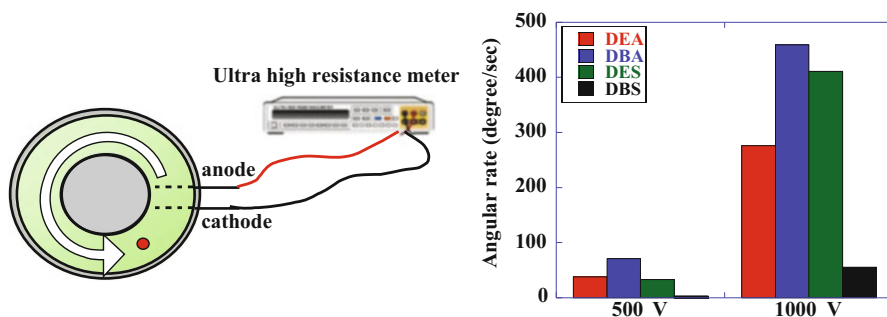 Ultra high resistance meter
anode
cathode
Angular rate (degree/sec)
500
400
300
200
100
0
DEA
DBA
DES
DBS
500 V
1000 V